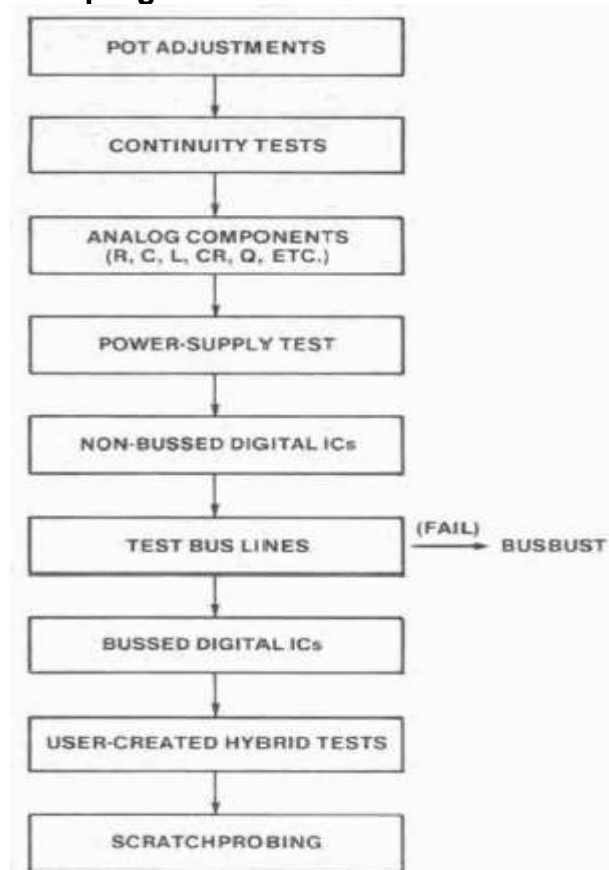 POT ADJUSTMENTS
CONTINUITY TESTS
ANALOG COMPONENTS
(R, C, L, CR, Q, ETC.)
POWER-SUPPLY TEST
NON-BUSSED DIGITAL ICs
TEST BUS LINES
(FAIL)
BUSBUST
BUSSED DIGITAL ICs
USER-CREATED HYBRID TESTS
SCRATCHPROBING